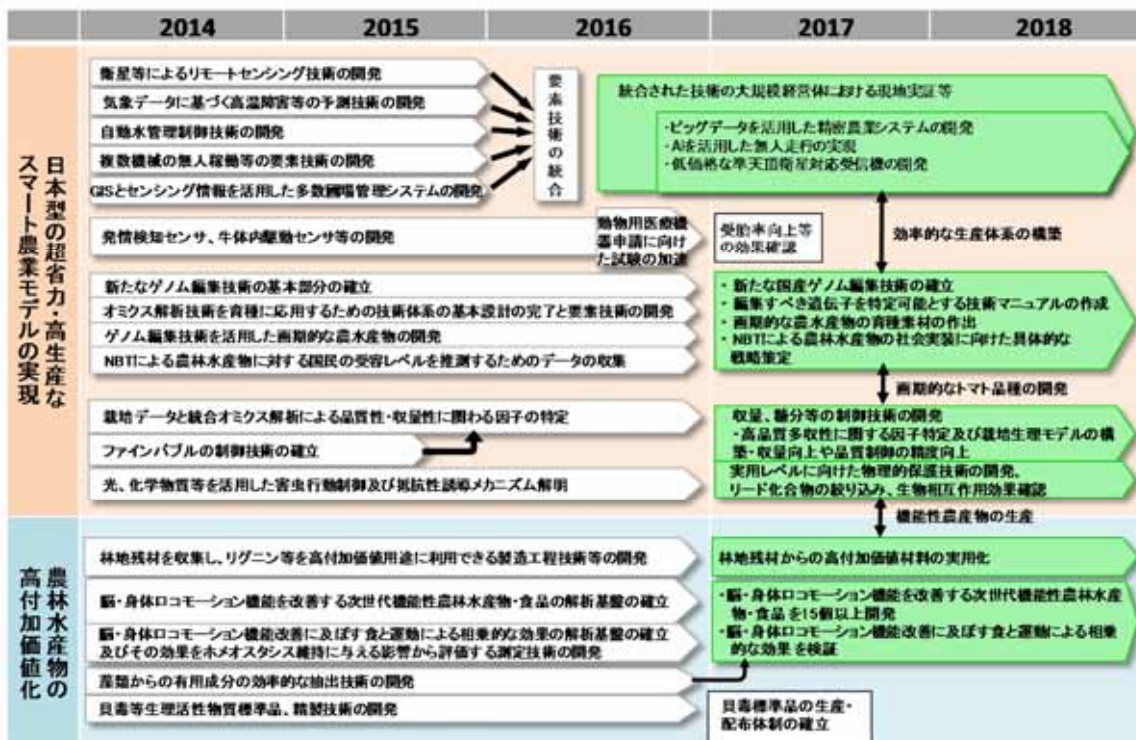 2014 2015 2016 2017 2018
日本型の超省力・高生産な
スマート農業モデルの実現
衛星等によるリモートセンシング技術の開発
気象データに基づく高温障害等の予測技術の開発
自動水管理制御技術の開発
複数機械の無人稼働等の要素技術の開発
GISとセンシング情報を活用した多数圃場管理システムの開発
要素技術の統合
統合された技術の大規模経営体における現地実証等
・ビッグデータを活用した精密農業システムの開発
・AIを活用した無人走行の実現
・低価格な準天頂衛星対応受信機の開発
発情検知センサ、牛体内駆動センサ等の開発
動物用医療機
器申請に向け
た試験の加速
受胎率向上等
の効果確認
効率的な生産体系の構築
新たなゲノム編集技術の基本部分の確立
オミクス解析技術を育種に応用するための技術体系の基本設計の完了と要素技術の開発
ゲノム編集技術を活用した画期的な農水産物の開発
NBTによる農林水産物に対する国民の受容レベルを推測するためのデータの収集
・新たな国産ゲノム編集技術の確立
・編集すべき遺伝子を特定可能とする技術マニュアルの作成
・画期的な農水産物の育種素材の作出
・NBTによる農林水産物の社会実装に向けた具体的な
戦略策定
画期的なトマト品種の開発
栽培データと統合オミクス解析による品質性・収量性に関わる因子の特定
ファインバブルの制御技術の確立
光、化学物質等を活用した害虫行動制御及び抵抗性誘導メカニズム解明
収量、糖分等の制御技術の開発
・高品質多収性に関する因子特定及び栽培生理モデルの構
築・収量向上や品質制御の精度向上
実用レベルに向けた物理的保護技術の開発、
リード化合物の絞り込み、生物相互作用効果確認
機能性農産物の生産
農林水産物の
高付加価値化
林地残材を収集し、リグニン等を高付加価値用途に利用できる製造工程技術等の開発
脳・身体ロコモーション機能を改善する次世代機能性農林水産物・食品の解析基盤の確立
脳・身体ロコモーション機能改善に及ぼす食と運動による相乗的な効果の解析基盤の確立
及びその効果をホメオスタシス維持に与える影響から評価する測定技術の開発
藻類からの有用成分の効率的な抽出技術の開発
貝毒等生理活性物質標準品、精製技術の開発
林地残材からの高付加価値材料の実用化
・脳・身体ロコモーション機能を改善する次世代機能性農林水産
物・食品を15個以上開発
・脳・身体ロコモーション機能改善に及ぼす食と運動による相乗
的な効果を検証
貝毒標準品の生産・
配布体制の確立